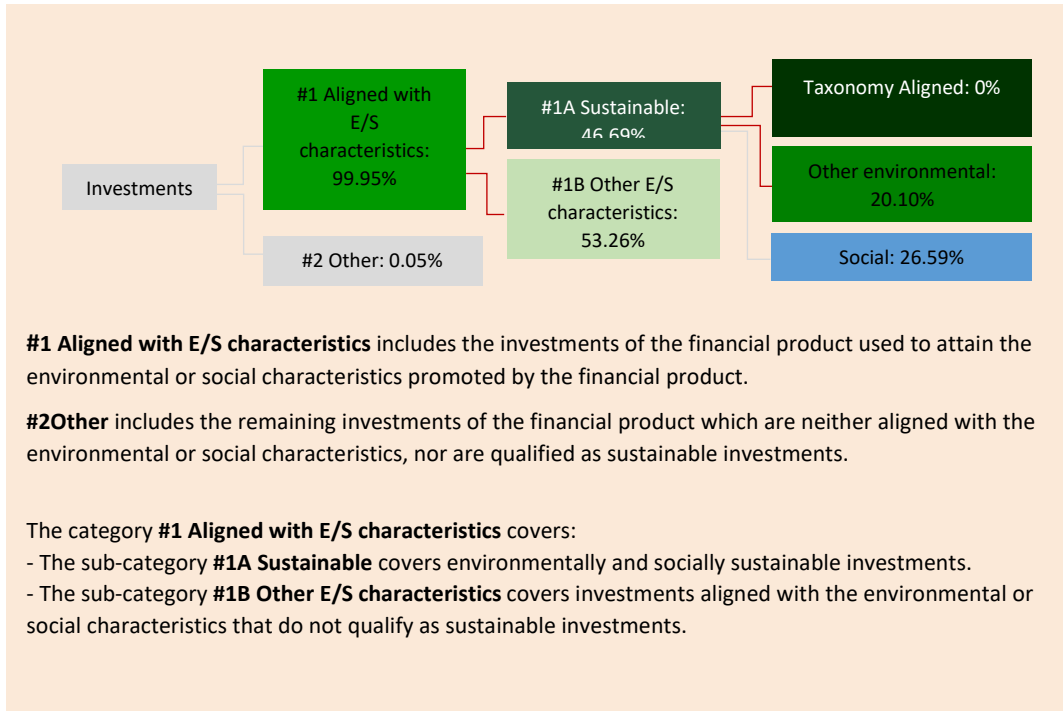 Investments
#1 Aligned with
E/S
characteristics:
99.95%
#2 Other: 0.05%
#1A Sustainable:
46.69%
#1B Other E/S
characteristics:
53.26%
Taxonomy Aligned: 0%
Other environmental:
20.10%
Social: 26.59%
#1 Aligned with E/S characteristics includes the investments of the financial product used to attain the
environmental or social characteristics promoted by the financial product.
#2Other includes the remaining investments of the financial product which are neither aligned with the
environmental or social characteristics, nor are qualified as sustainable investments.
The category #1 Aligned with E/S characteristics covers:
- The sub-category #1A Sustainable covers environmentally and socially sustainable investments.
- The sub-category #1B Other E/S characteristics covers investments aligned with the environmental or
social characteristics that do not qualify as sustainable investments.